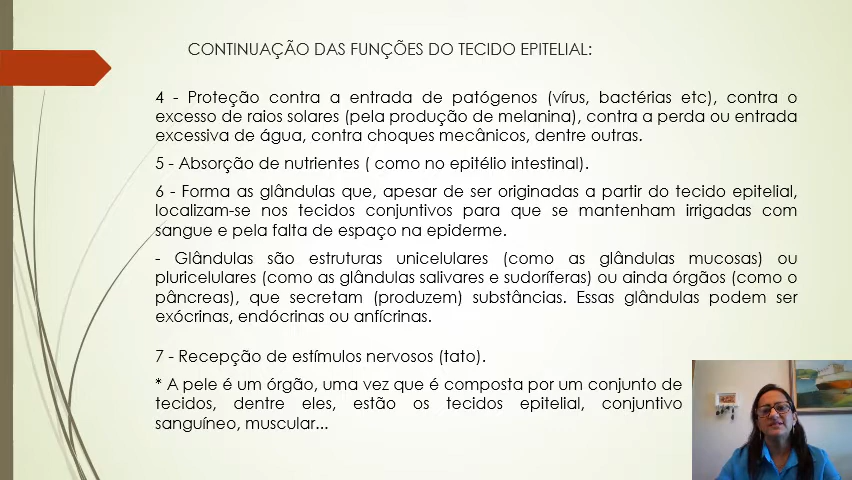 CONTINUAÇÃO DAS FUNÇÕES DO TECIDO EPITELIAL:
4 - Proteção contra a entrada de patógenos (vírus, bactérias etc), contra o
excesso de raios solares (pela produção de melanina), contra a perda ou entrada
excessiva de água, contra choques mecânicos, dentre outras.
5 - Absorção de nutrientes ( como no epitélio intestinal).
6 - Forma as glândulas que, apesar de ser originadas a partir do tecido epitelial,
localizam-se nos tecidos conjuntivos para que se mantenham irrigadas com
sangue e pela falta de espaço na epiderme.
- Glândulas são estruturas unicelulares (como as glândulas mucosas) ou
pluricelulares (como as glândulas salivares e sudoríferas) ou ainda órgãos (como o
pâncreas), que secretam (produzem) substâncias. Essas glândulas podem ser
exócrinas, endócrinas ou anfícrinas.
7 - Recepção de estímulos nervosos (tato).
* A pele é um órgão, uma vez que é composta por um conjunto de
tecidos, dentre eles, estão os tecidos epitelial, conjuntivo
sanguíneo, muscular...